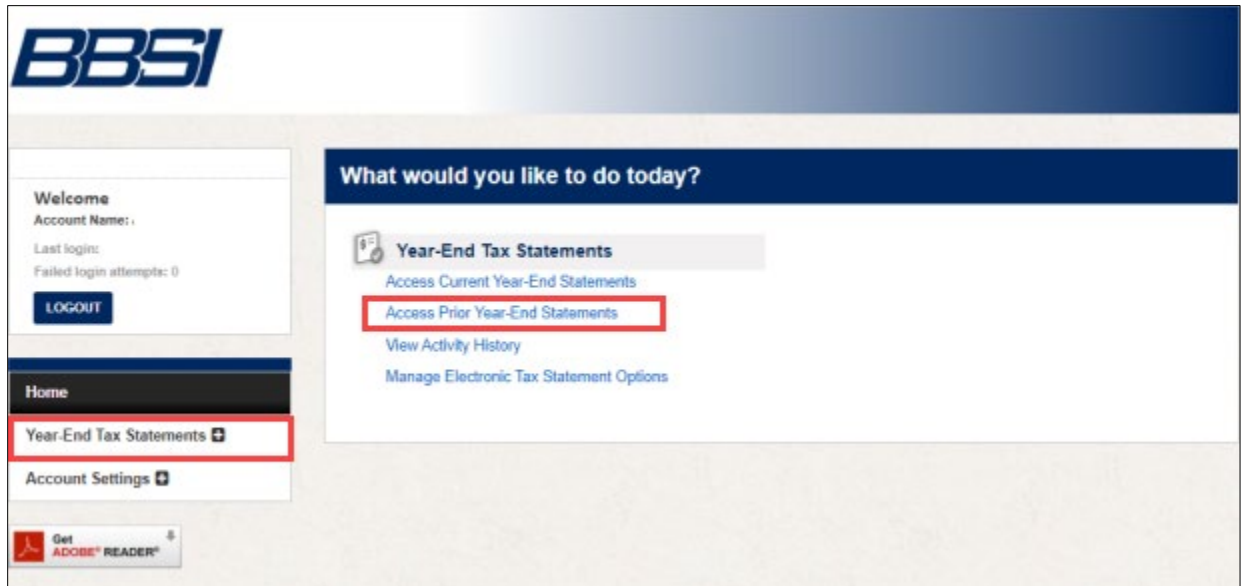 BBSI
Welcome
Account Name:
Last login:
Failed login attempts: 0
LOGOUT
Home
Year-End Tax Statements
Account Settings
Get
ADOBE® READER®
What would you like to do today?
Year-End Tax Statements
Access Current Year-End Statements
Access Prior Year-End Statements
View Activity History
Manage Electronic Tax Statement Options